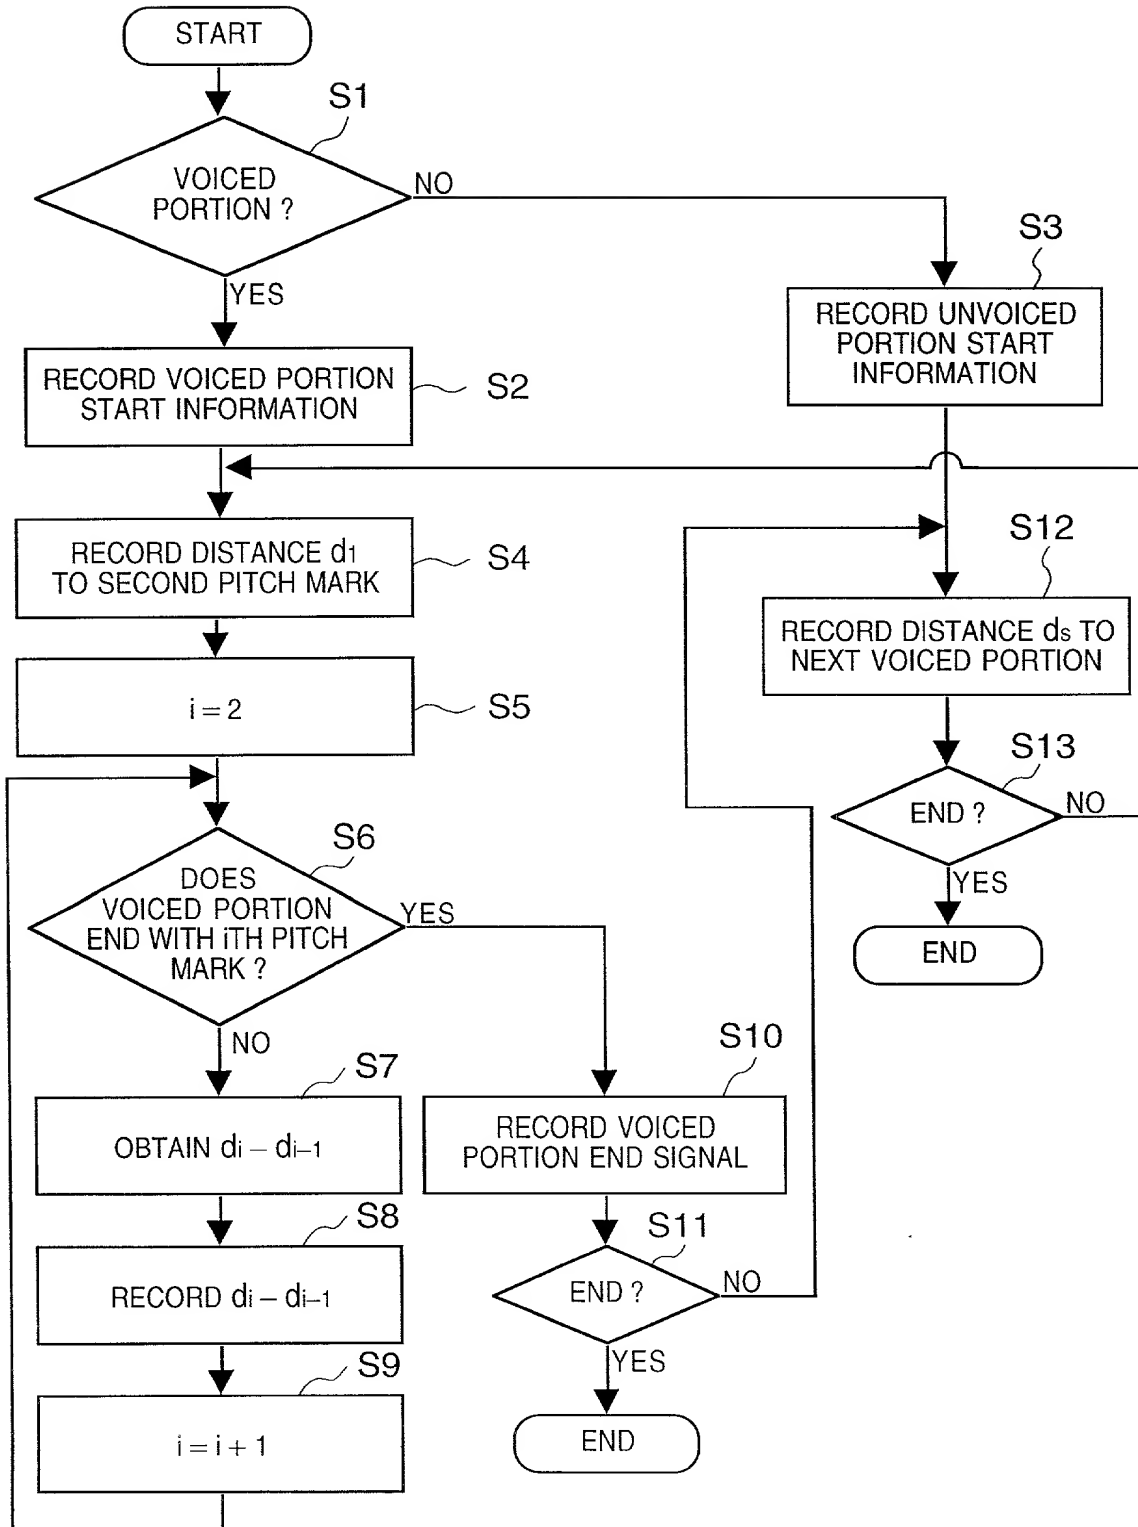 START
S1
VOICED
PORTION ?
NO
YES
S3
RECORD UNVOICED
PORTION START
INFORMATION
RECORD VOICED PORTION
START INFORMATION
S2
RECORD DISTANCE d1
TO SECOND PITCH MARK
S4
S12
RECORD DISTANCE ds TO
NEXT VOICED PORTION
i = 2
S5
S13
END ?
NO
YES
END
S6
DOES
VOICED PORTION
END WITH iTH PITCH
MARK ?
YES
NO
S7
OBTAIN di – di–1
S10
RECORD VOICED
PORTION END SIGNAL
S8
RECORD di – di–1
S11
END ?
NO
YES
END
S9
i = i + 1